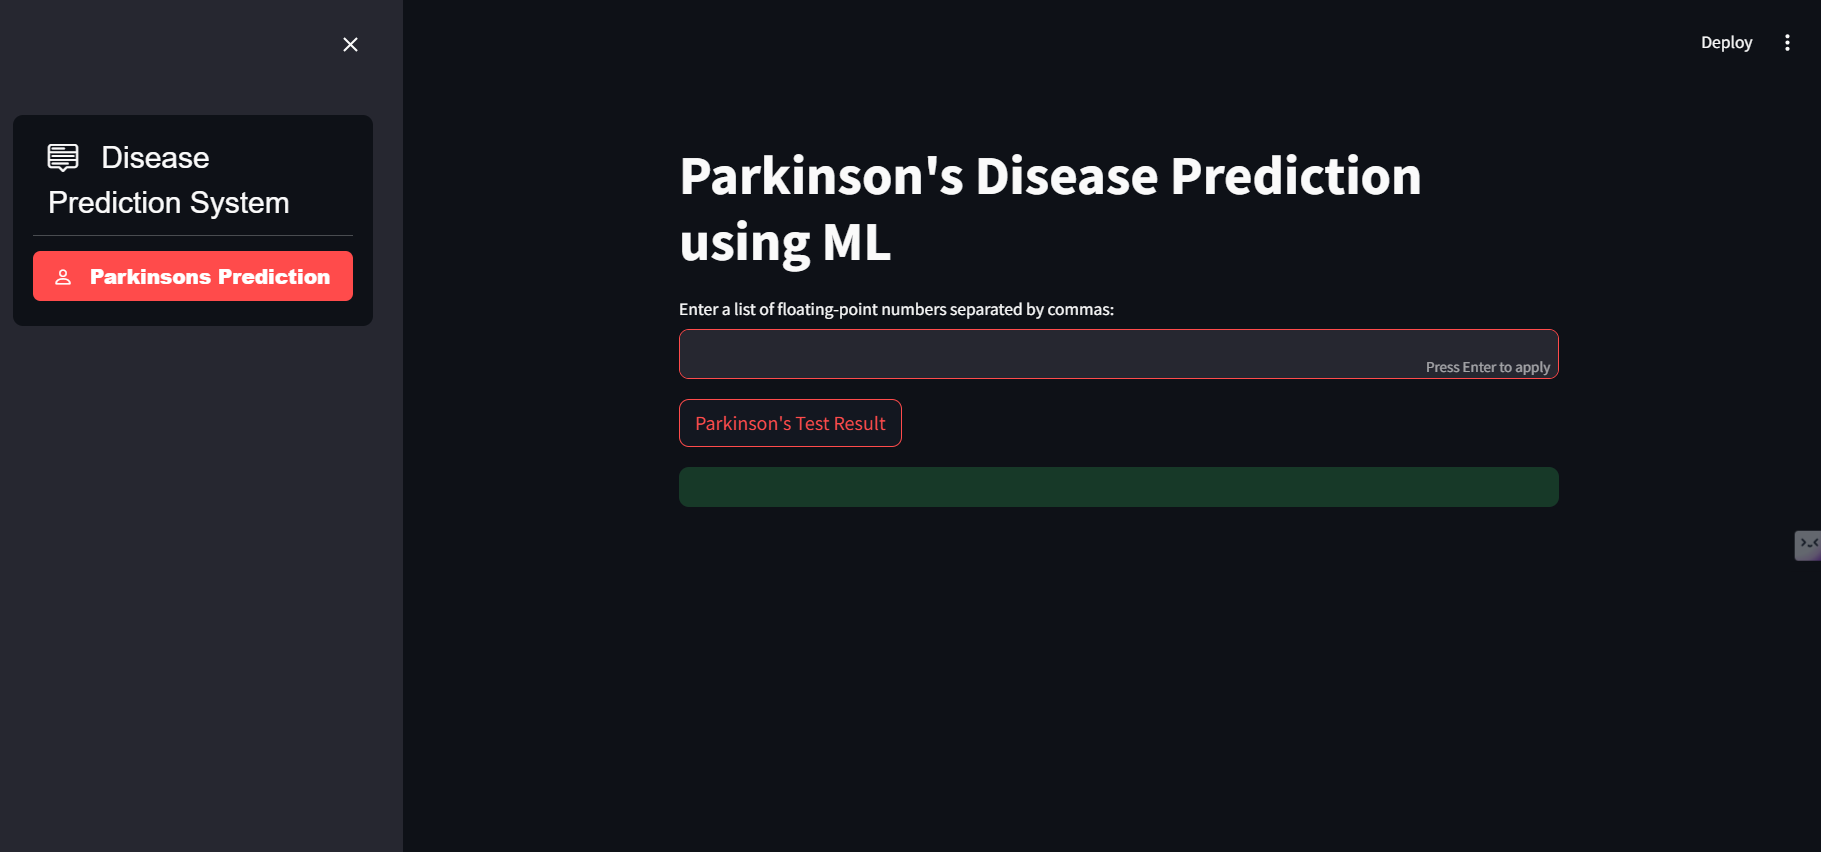 Deploy
Disease
Prediction System
Parkinsons Prediction
Parkinson's Disease Prediction
using ML
Enter a list of floating-point numbers separated by commas:
Press Enter to apply
Parkinson's Test Result